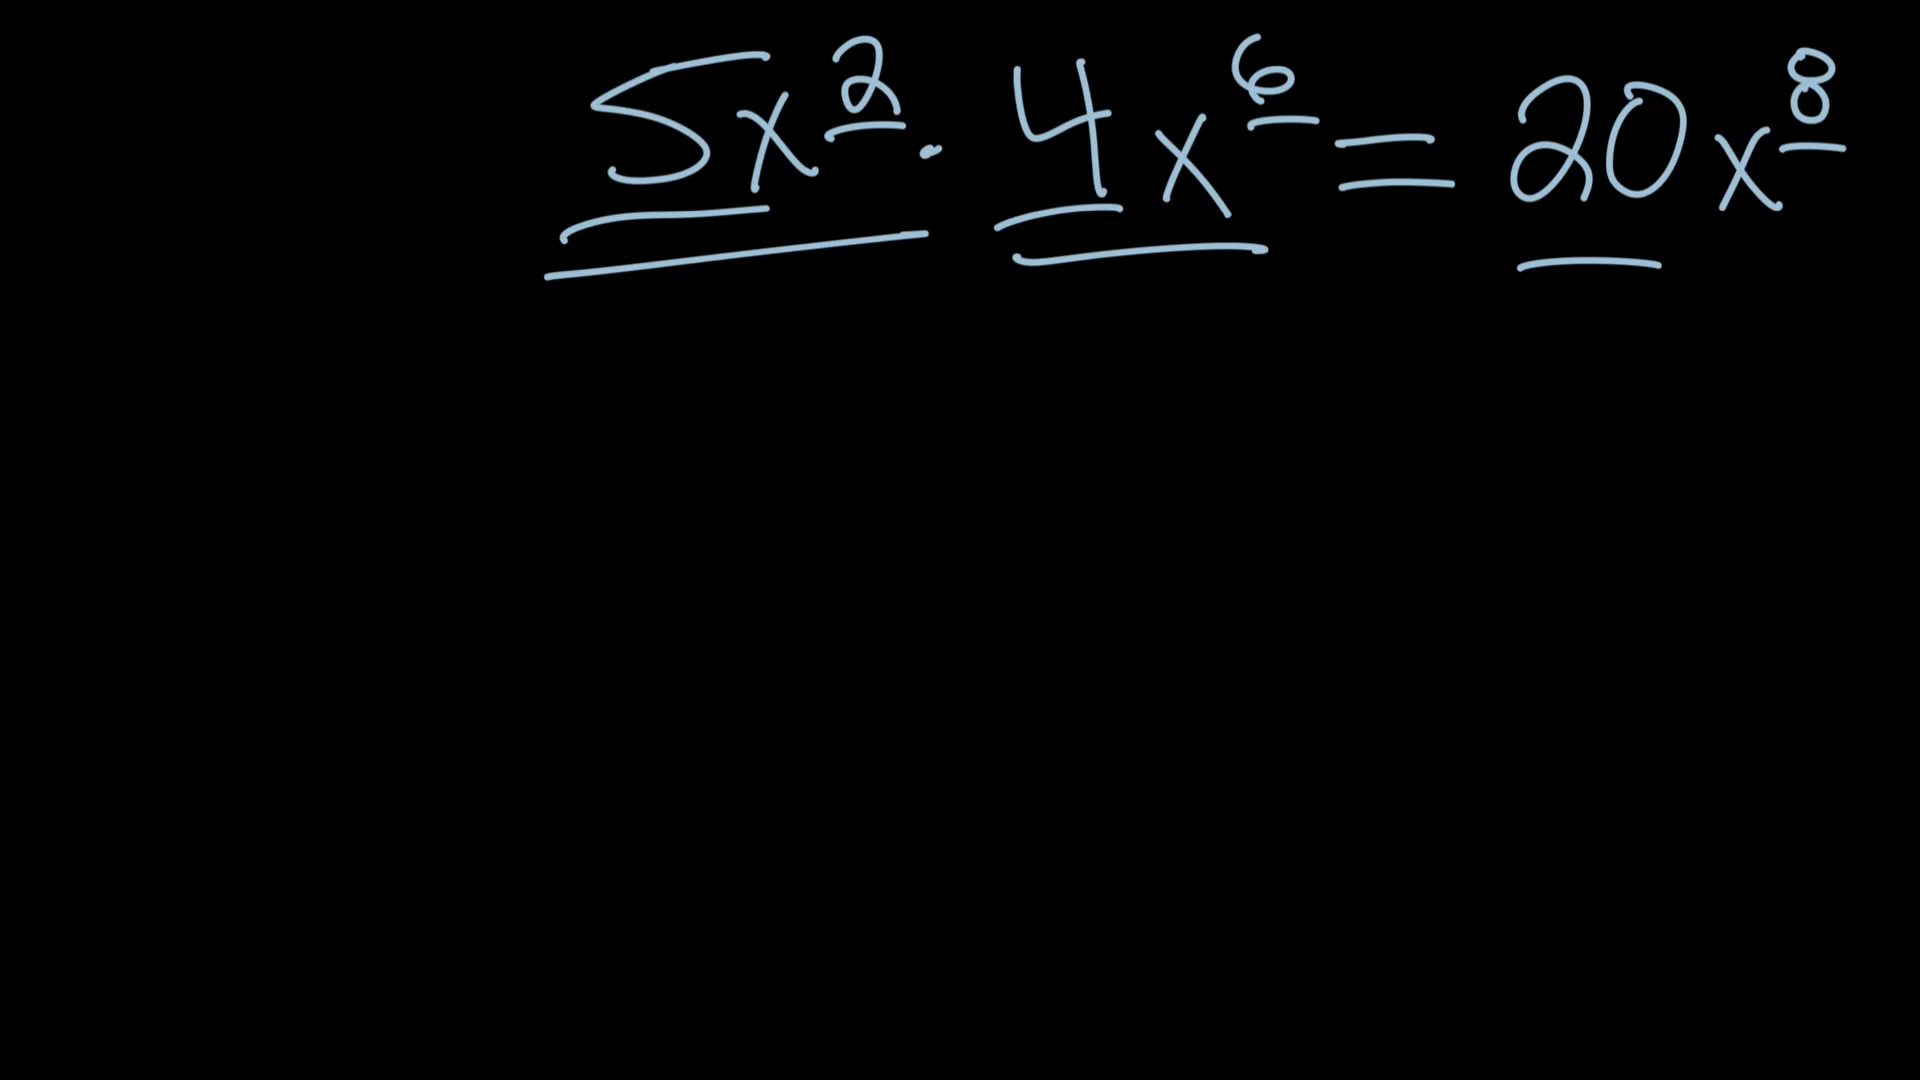 5x² · 4x⁶ = 20x⁸